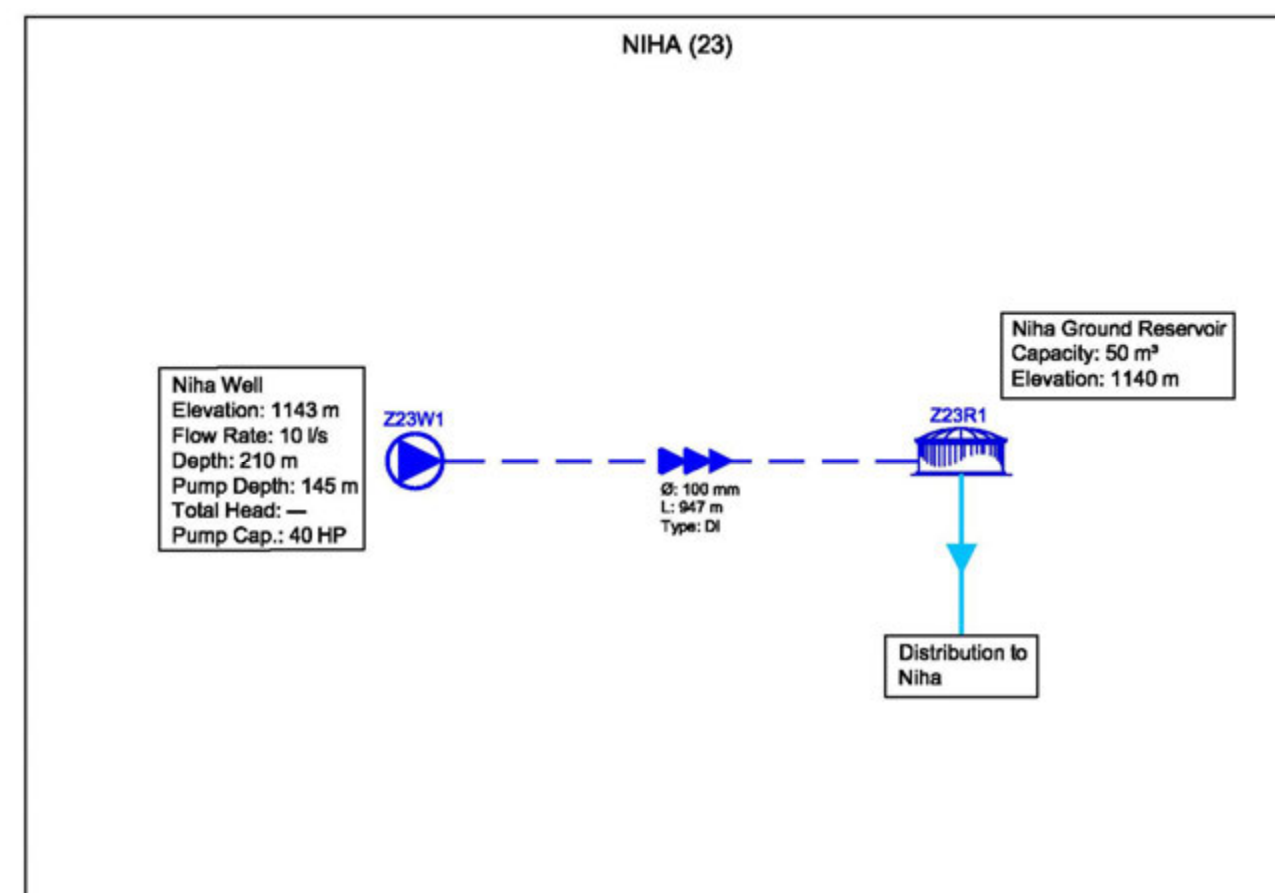 NIHA (23)
Niha Well
Elevation: 1143 m
Flow Rate: 10 l/s
Depth: 210 m
Pump Depth: 145 m
Total Head: —
Pump Cap.: 40 HP
Z23W1
Ø: 100 mm
L: 947 m
Type: DI
Niha Ground Reservoir
Capacity: 50 m³
Elevation: 1140 m
Z23R1
Distribution to
Niha